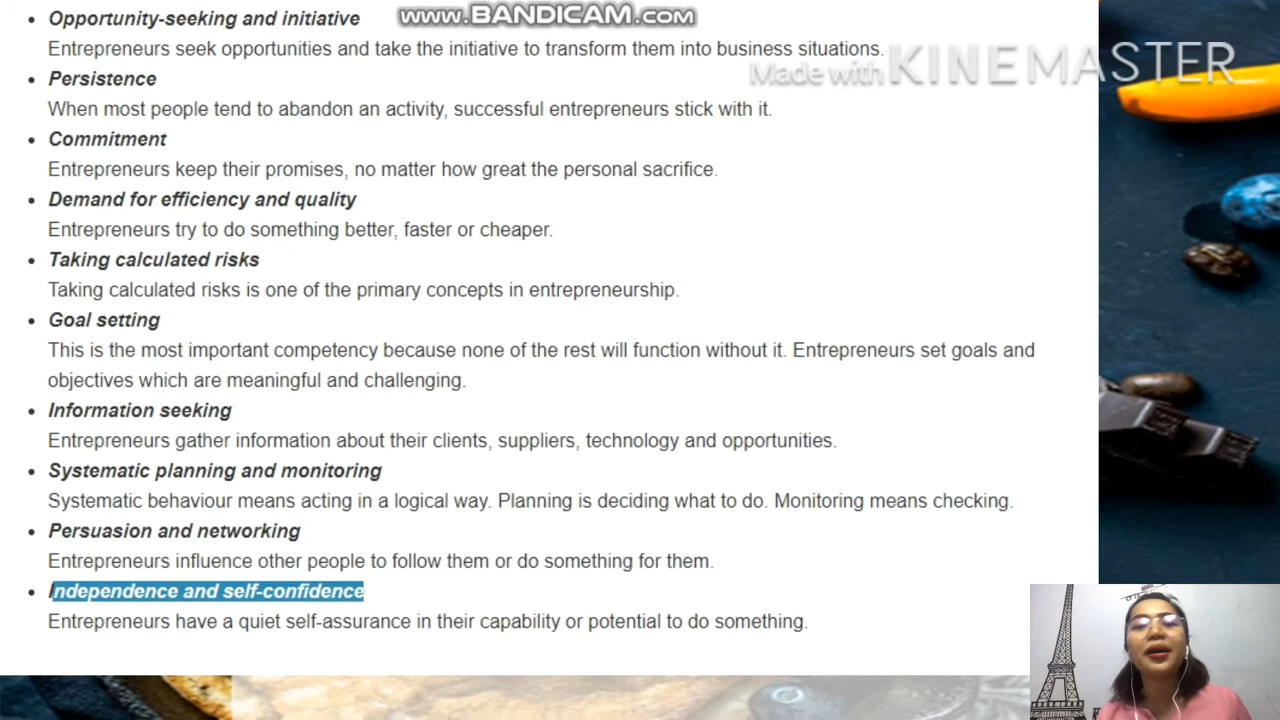 Opportunity-seeking and initiative
www.BANDICAM.com
Entrepreneurs seek opportunities and take the initiative to transform them into business situations.
Made with KINEMASTER
Persistence
When most people tend to abandon an activity, successful entrepreneurs stick with it.
Commitment
Entrepreneurs keep their promises, no matter how great the personal sacrifice.
Demand for efficiency and quality
Entrepreneurs try to do something better, faster or cheaper.
Taking calculated risks
Taking calculated risks is one of the primary concepts in entrepreneurship.
Goal setting
This is the most important competency because none of the rest will function without it. Entrepreneurs set goals and
objectives which are meaningful and challenging.
Information seeking
Entrepreneurs gather information about their clients, suppliers, technology and opportunities.
Systematic planning and monitoring
Systematic behaviour means acting in a logical way. Planning is deciding what to do. Monitoring means checking.
Persuasion and networking
Entrepreneurs influence other people to follow them or do something for them.
Independence and self-confidence
Entrepreneurs have a quiet self-assurance in their capability or potential to do something.